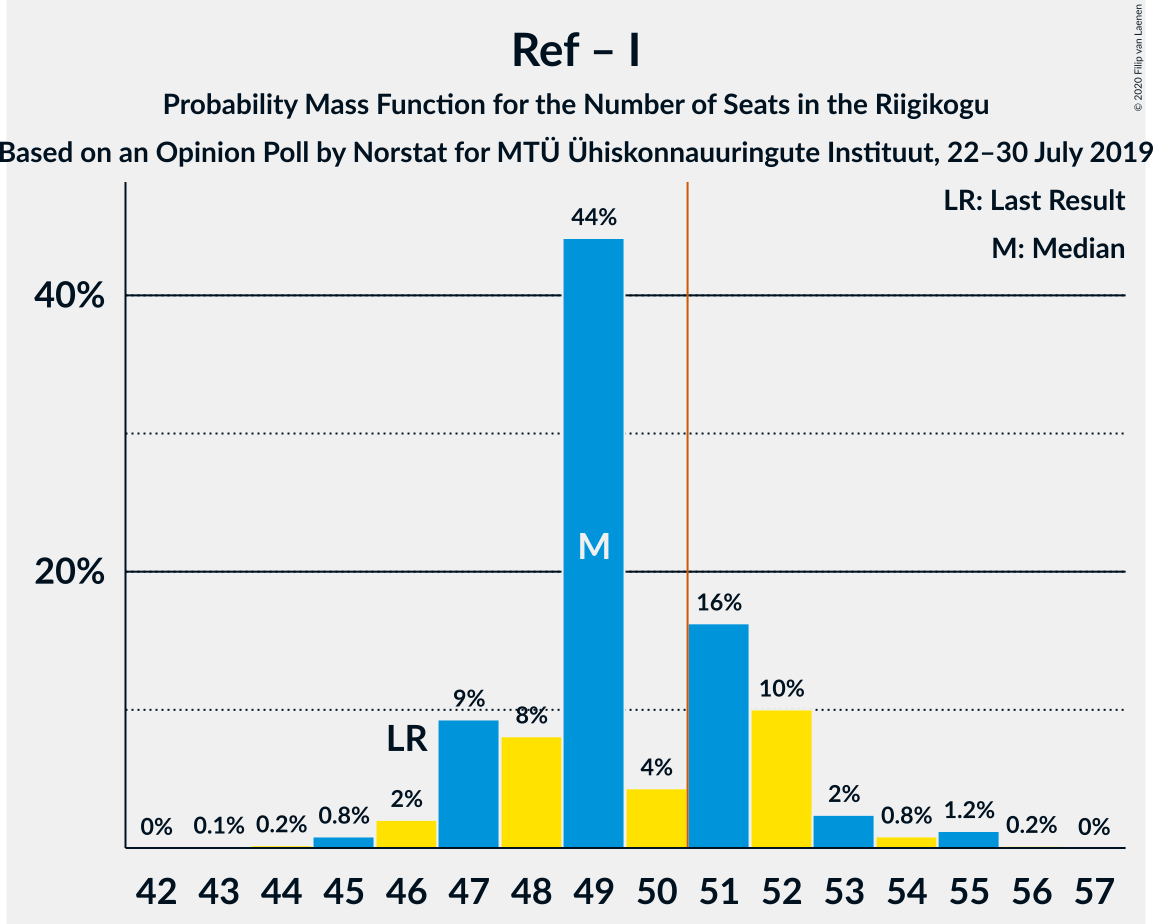 Ref – I
Probability Mass Function for the Number of Seats in the Riigikogu
Based on an Opinion Poll by Norstat for MTÜ Ühiskonnauuringute Instituut, 22–30 July 2019
© 2020 Filip van Laenen
LR: Last Result
M: Median
40%
20%
0%
0.1%
0.2%
0.8%
2%
9%
8%
44%
4%
16%
10%
2%
0.8%
1.2%
0.2%
0%
LR
M
42 43 44 45 46 47 48 49 50 51 52 53 54 55 56 57